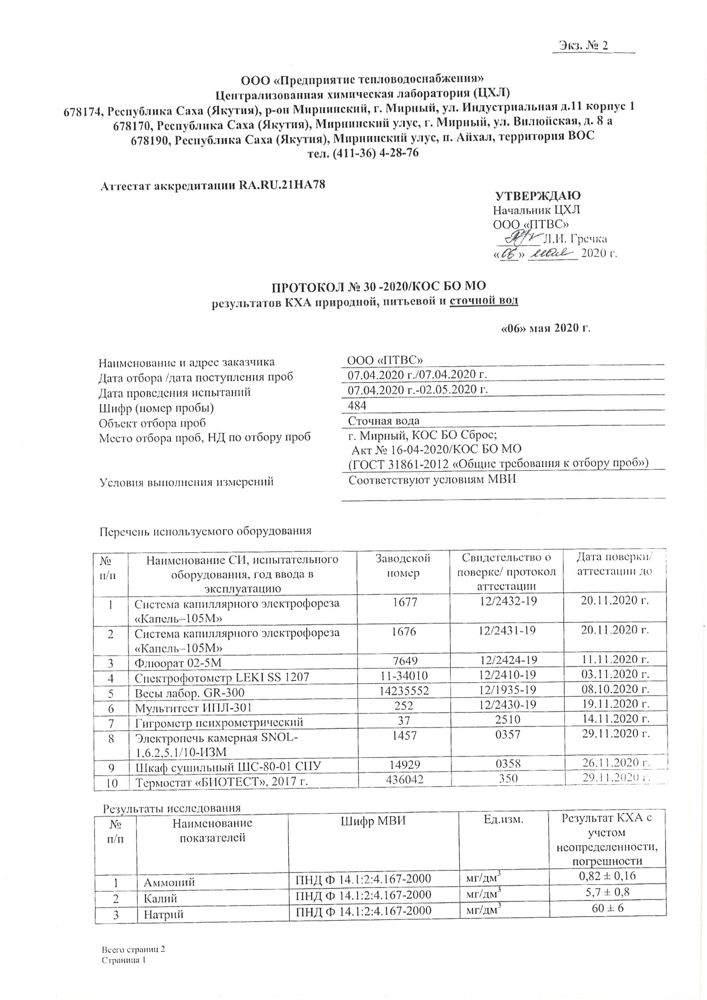 Экз. № 2
ООО «Предприятие тепловодоснабжения»
Централизованная химическая лаборатория (ЦХЛ)
678174, Республика Саха (Якутия), р-он Мирнинский, г. Мирный, ул. Индустриальная д.11 корпус 1
678170, Республика Саха (Якутия), Мирнинский улус, г. Мирный, ул. Вилюйская, д. 8 а
678190, Республика Саха (Якутия), Мирнинский улус, п. Айхал, территория ВОС
тел. (411-36) 4-28-76
Аттестат аккредитации RA.RU.21НА78
УТВЕРЖДАЮ
Начальник ЦХЛ
ООО «ПТВС»
Л.И. Гречка
«06» мая 2020 г.
ПРОТОКОЛ № 30 -2020/КОС БО МО
результатов КХА природной, питьевой и сточной вод
«06» мая 2020 г.
Наименование и адрес заказчика ООО «ПТВС»
Дата отбора /дата поступления проб 07.04.2020 г./07.04.2020 г.
Дата проведения испытаний 07.04.2020 г.-02.05.2020 г.
Шифр (номер пробы) 484
Объект отбора проб Сточная вода
Место отбора проб, НД по отбору проб г. Мирный, КОС БО Сброс;
Акт № 16-04-2020/КОС БО МО
(ГОСТ 31861-2012 «Общие требования к отбору проб»)
Условия выполнения измерений Соответствуют условиям МВИ
Перечень используемого оборудования
№ Наименование СИ, испытательного Заводской Свидетельство о Дата поверки/
п/п оборудования, год ввода в номер поверке/ протокол аттестации до
эксплуатацию аттестации
1 Система капиллярного электрофореза 1677 12/2432-19 20.11.2020 г.
«Капель–105М»
2 Система капиллярного электрофореза 1676 12/2431-19 20.11.2020 г.
«Капель–105М»
3 Флюорат 02-5М 7649 12/2424-19 11.11.2020 г.
4 Спектрофотометр LEKI SS 1207 11-34010 12/2410-19 03.11.2020 г.
5 Весы лабор. GR-300 14235552 12/1935-19 08.10.2020 г.
6 Мультитест ИПЛ-301 252 12/2430-19 19.11.2020 г.
7 Гигрометр психрометрический 37 2510 14.11.2020 г.
8 Электропечь камерная SNOL- 1457 0357 29.11.2020 г.
1,6.2,5.1/10-ИЗМ
9 Шкаф сушильный ШС-80-01 СПУ 14929 0358 26.11.2020 г.
10 Термостат «БИОТЕСТ», 2017 г. 436042 350 29.11.2020 г.
Результаты исследования
№ Наименование Шифр МВИ Ед.изм. Результат КХА с
п/п показателей учетом
неопределенности,
погрешности
1 Аммоний ПНД Ф 14.1:2:4.167-2000 мг/дм³ 0,82 ± 0,16
2 Калий ПНД Ф 14.1:2:4.167-2000 мг/дм³ 5,7 ± 0,8
3 Натрий ПНД Ф 14.1:2:4.167-2000 мг/дм³ 60 ± 6
Всего страниц 2
Страница 1